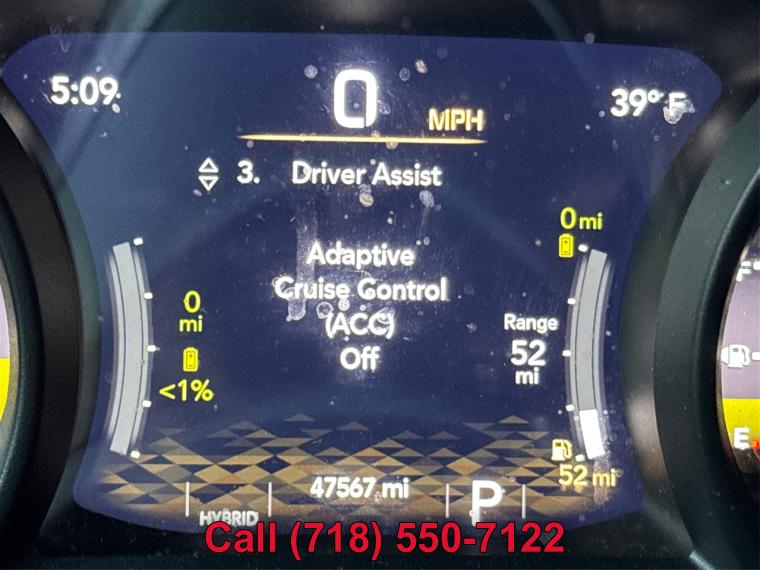 5:09
0
MPH
39° F
3. Driver Assist
0 mi
Adaptive
Cruise Control
(ACC)
Off
0
mi
<1%
Range
52
mi
52 mi
47567 mi
HYBRID
P
F
E
Call (718) 550-7122